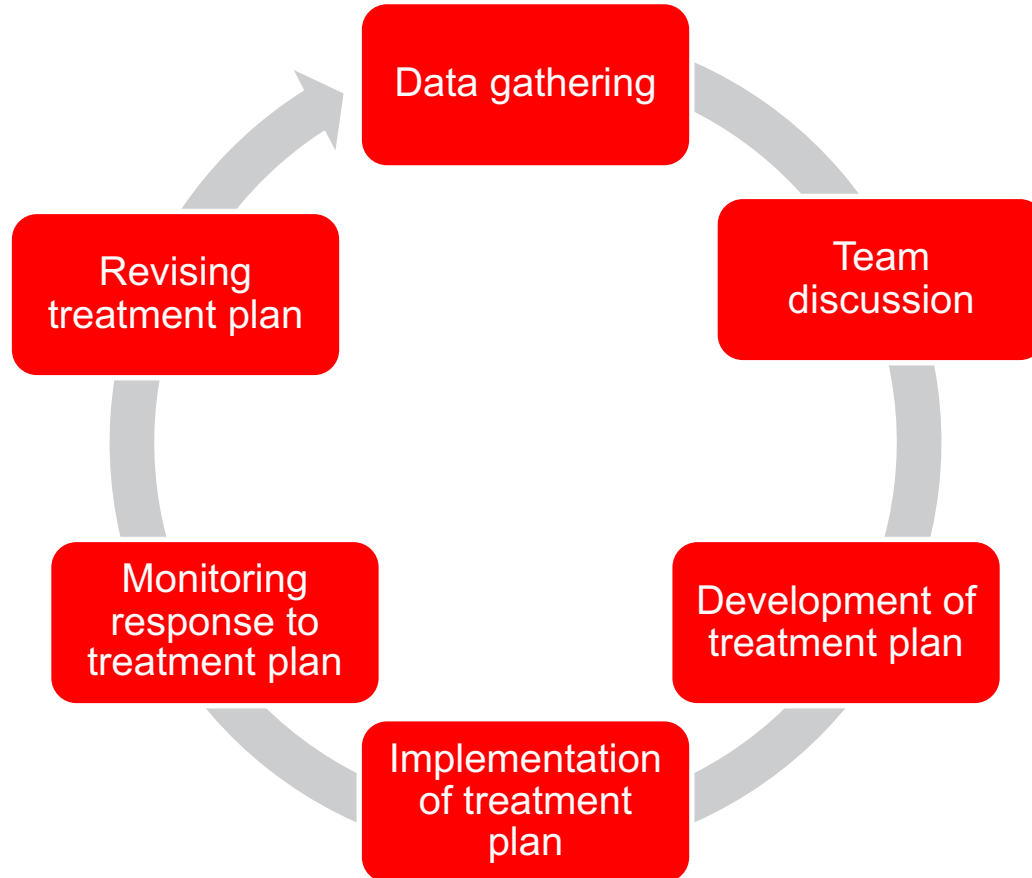 Data gathering
Team
discussion
Development of
treatment plan
Implementation
of treatment
plan
Monitoring
response to
treatment plan
Revising
treatment plan